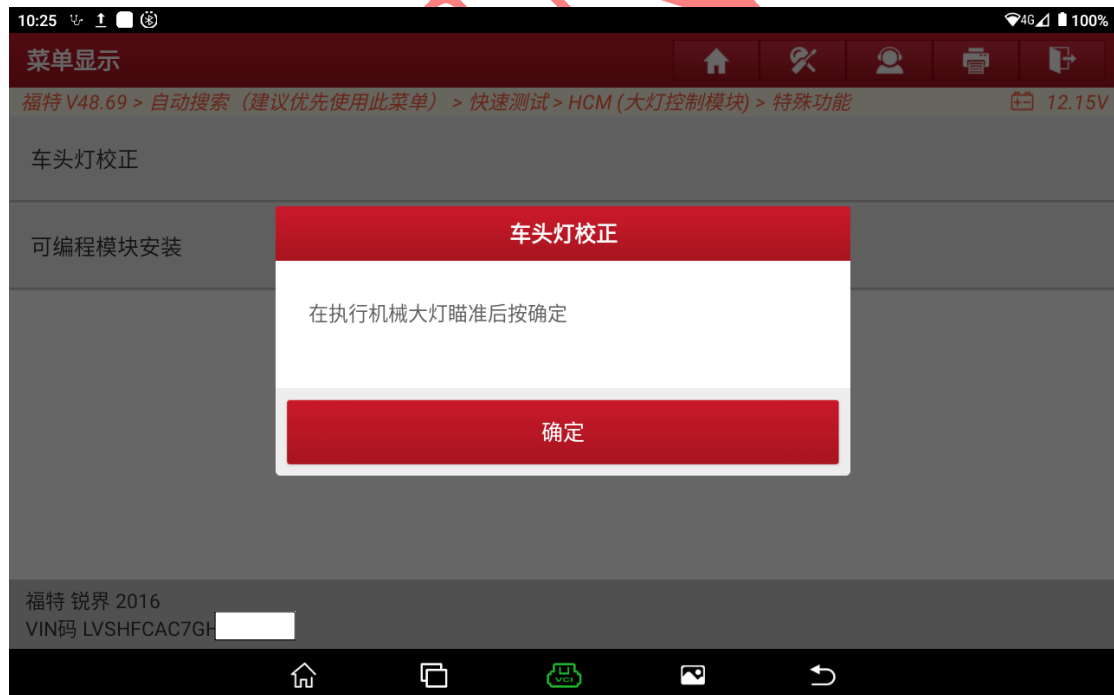 10:25 4G 100%
菜单显示
福特 V48.69 > 自动搜索（建议优先使用此菜单） > 快速测试 > HCM (大灯控制模块) > 特殊功能 12.15V
车头灯校正
可编程模块安装
车头灯校正
在执行机械大灯瞄准后按确定
确定
福特 锐界 2016
VIN码 LVSHFCAC7GH
VCI